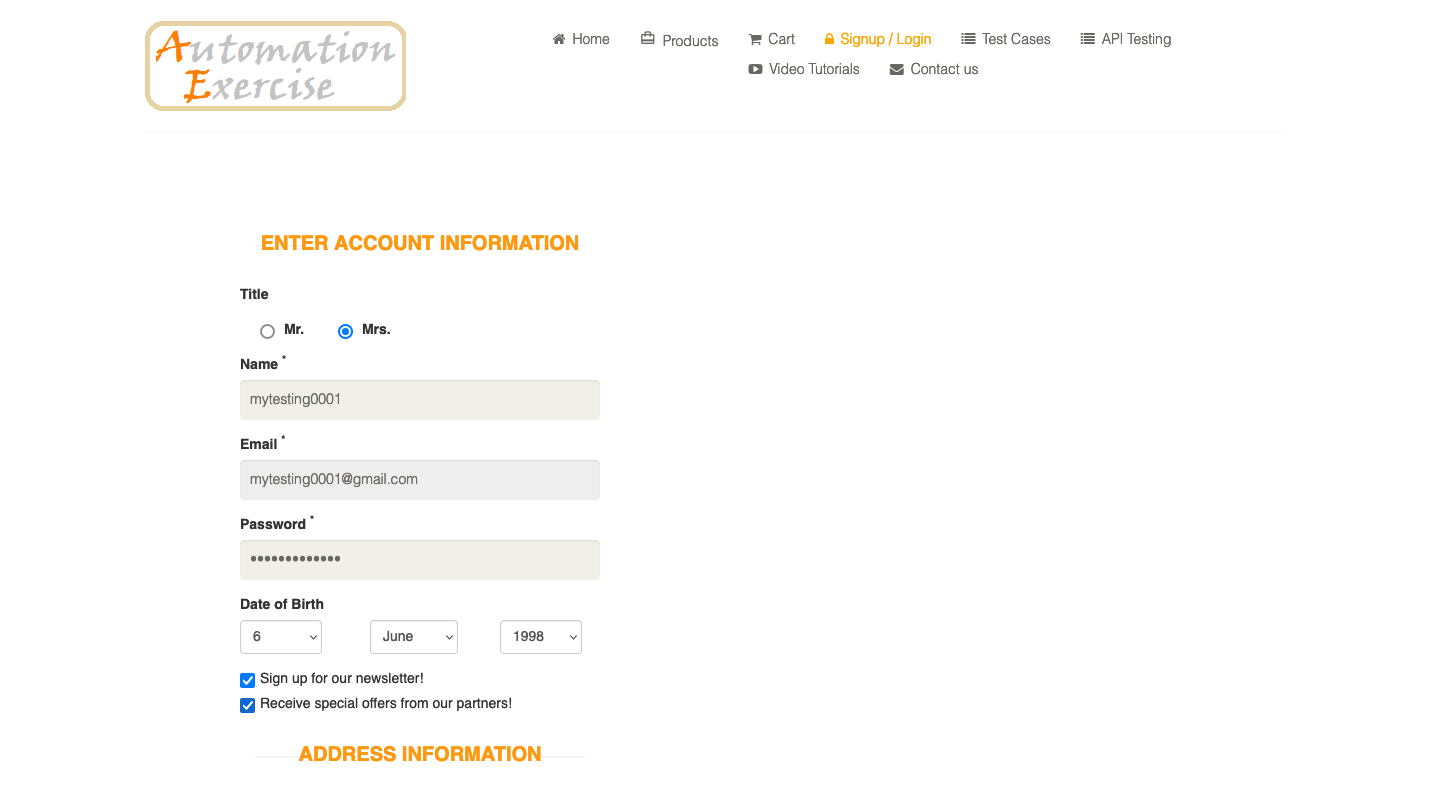 Automation
Exercise
Home Products Cart Signup / Login Test Cases API Testing
Video Tutorials Contact us
ENTER ACCOUNT INFORMATION
Title
Mr. Mrs.
Name *
mytesting0001
Email *
mytesting0001@gmail.com
Password *
•••••••••••••
Date of Birth
6 June 1998
Sign up for our newsletter!
Receive special offers from our partners!
ADDRESS INFORMATION